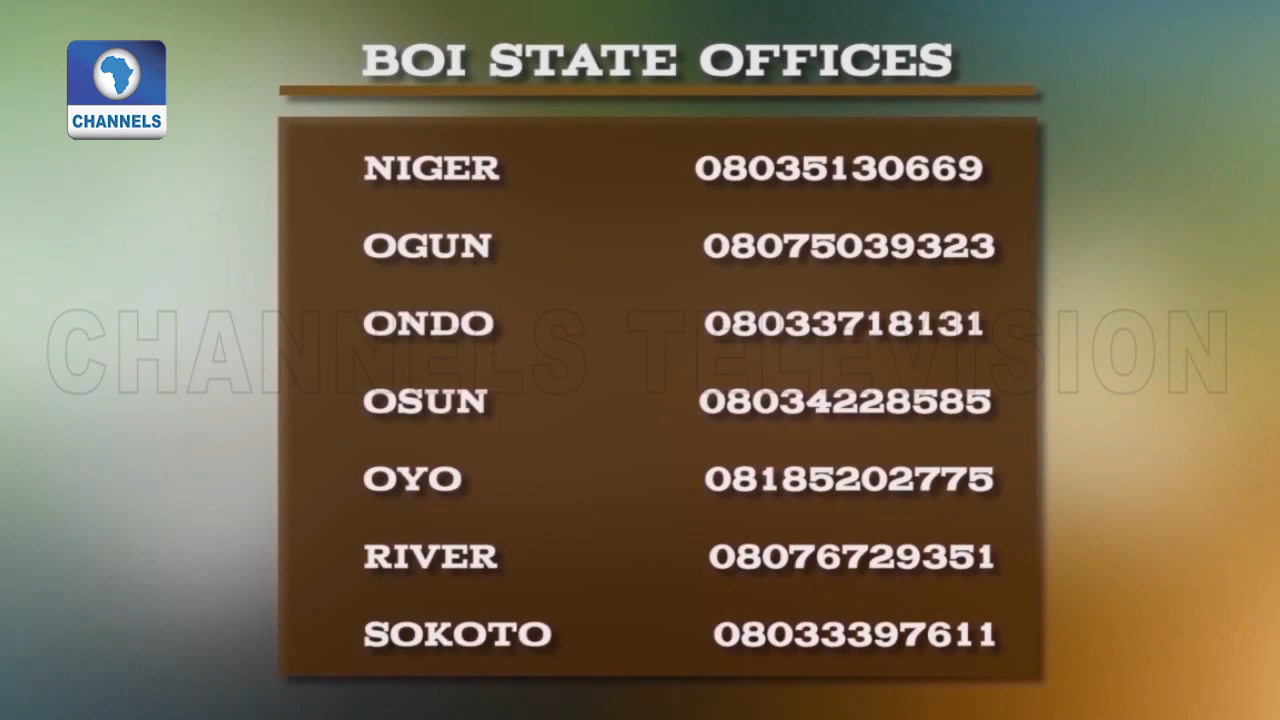 BOI STATE OFFICES
CHANNELS
NIGER 08035130669
OGUN 08075039323
ONDO 08033718131
CHANNELS TELEVISION
OSUN 08034228585
OYO 08185202775
RIVER 08076729351
SOKOTO 08033397611